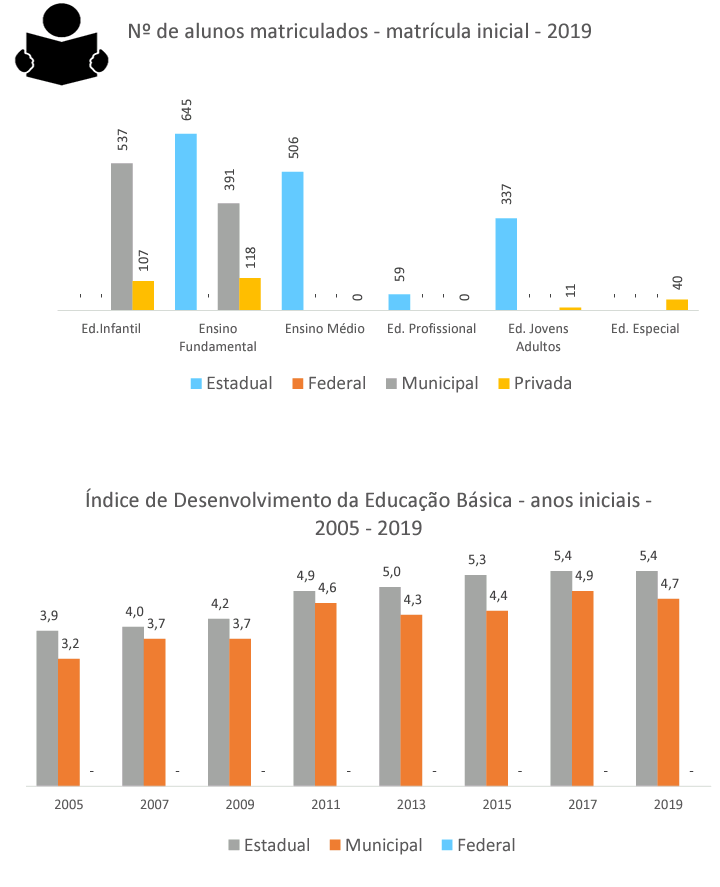 Nº de alunos matriculados - matrícula inicial - 2019
645
537
506
391
337
107
118
59
40
11
- - - - - 0 - - 0 - - - - -
Ed.Infantil Ensino Ensino Médio Ed. Profissional Ed. Jovens Ed. Especial
Fundamental Adultos
Estadual Federal Municipal Privada
Índice de Desenvolvimento da Educação Básica - anos iniciais -
2005 - 2019
3,9 3,2 4,0 3,7 4,2 3,7 4,9 4,6 5,0 4,3 5,3 4,4 5,4 4,9 5,4 4,7
- - - - - - - -
2005 2007 2009 2011 2013 2015 2017 2019
Estadual Municipal Federal